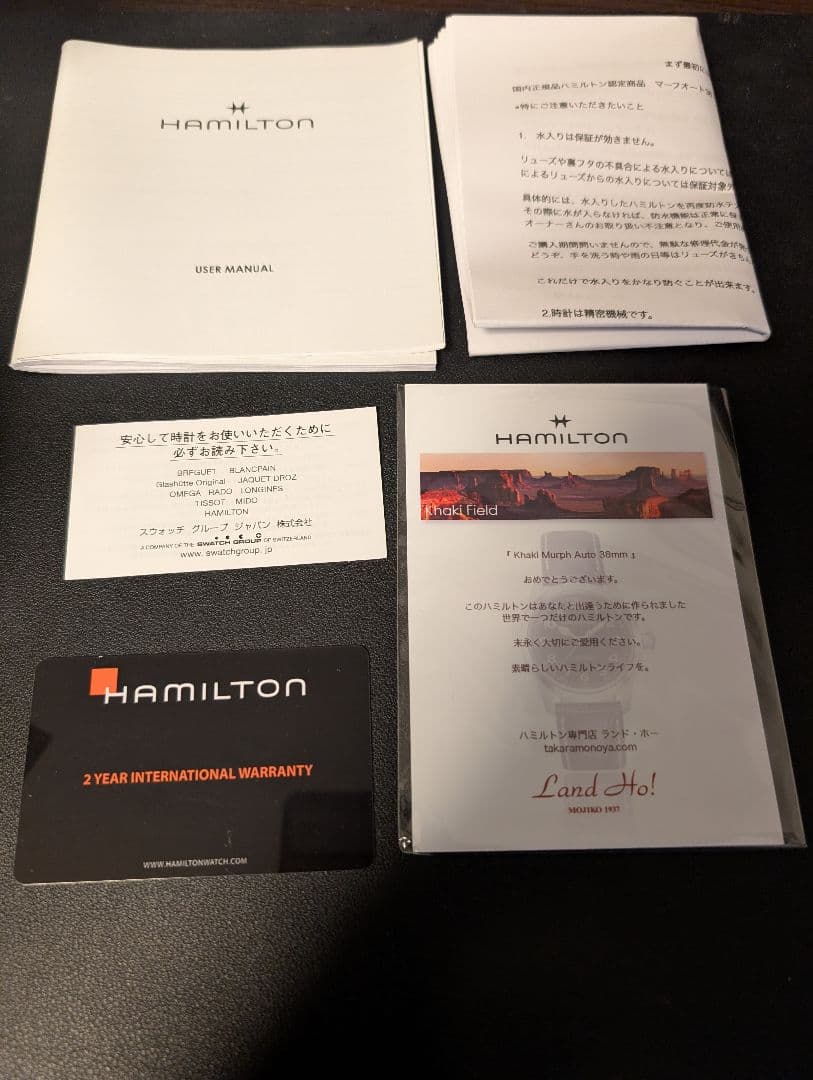 HAMILTON
USER MANUAL
まず最初に
国内正規品ハミルトン認定商品　マーフオート
*特にご注意いただきたいこと
1.　水入りは保証が効きません。
リューズや裏フタの不具合による水入りについては
によるリューズからの水入りについては保証対象外
具体的には、水入りしたハミルトンを再度防水テ
その際に水が入らなければ、防水機能は正常に
オーナーさんのお取り扱い不注意となり、ご使用
ご購入期間問いませんので、無駄な修理代金が発
どうぞ、手を洗う時や雨の日等はリューズがきち
これだけで水入りをかなり防ぐことが出来ます。
2.時計は精密機械です。
安心して時計をお使いいただくために
必ずお読み下さい。
BREGUET BLANCPAIN
Glashütte Original JAQUET DROZ
OMEGA RADO LONGINES
TISSOT MIDO
HAMILTON
スウォッチ グループ ジャパン 株式会社
A COMPANY OF THE SWATCH GROUP OF SWITZERLAND
www. swatchgroup. jp
HAMILTON
Khaki Field
『 Khaki Murph Auto 38mm 』
おめでとうございます。
このハミルトンはあなたと出逢うために作られました
世界で一つだけのハミルトンです。
末永く大切にご愛用ください。
素晴らしいハミルトンライフを。
ハミルトン専門店 ランド・ホー
takaramonoya.com
Land Ho!
MOJIKO 1937
HAMILTON
2 YEAR INTERNATIONAL WARRANTY
WWW.HAMILTONWATCH.COM